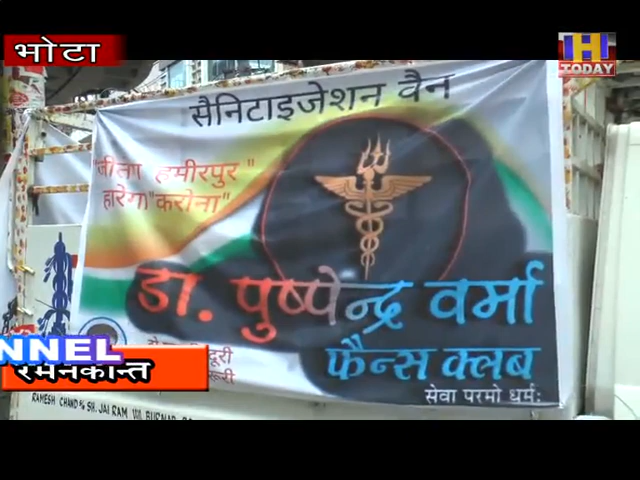 भोटा
H
TODAY
सैनिटाइजेशन वैन
"जीला हमीरपुर"
हारेगा "करोना"
डा. पुष्पेन्द्र वर्मा
फैन्स क्लब
सेवा परमो धर्म:
NNEL
रमनकान्त
दूरी
RAMESH CHAND S/o SH. JAI RAM